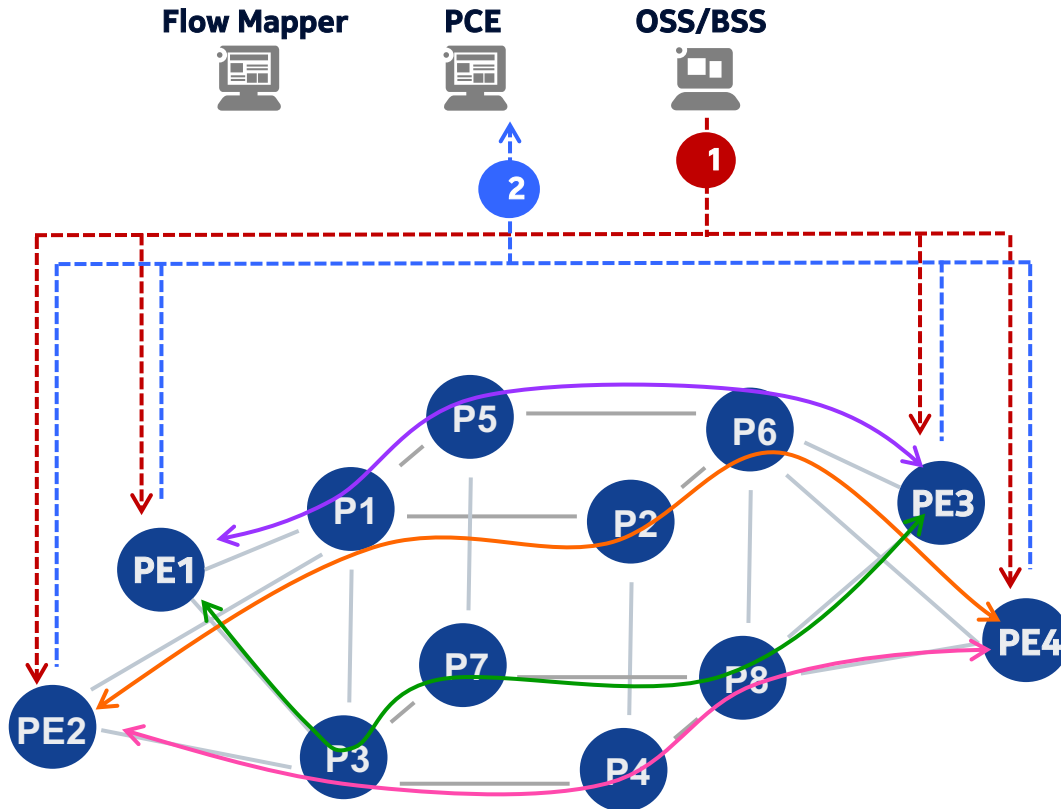 Flow Mapper
PCE
OSS/BSS
1
2
P5
P6
P1
P2
PE3
PE1
PE4
P7
P8
PE2
P3
P4